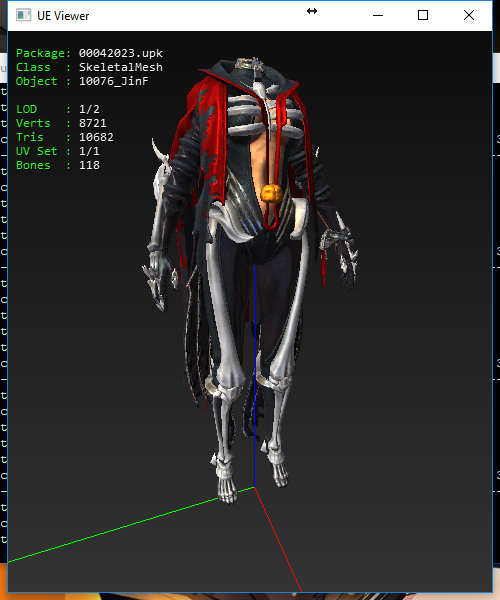 UE Viewer
Package: 00042023.upk
Class : SkeletalMesh
Object : 10076_JinF
LOD : 1/2
Verts : 8721
Tris : 10682
UV Set : 1/1
Bones : 118